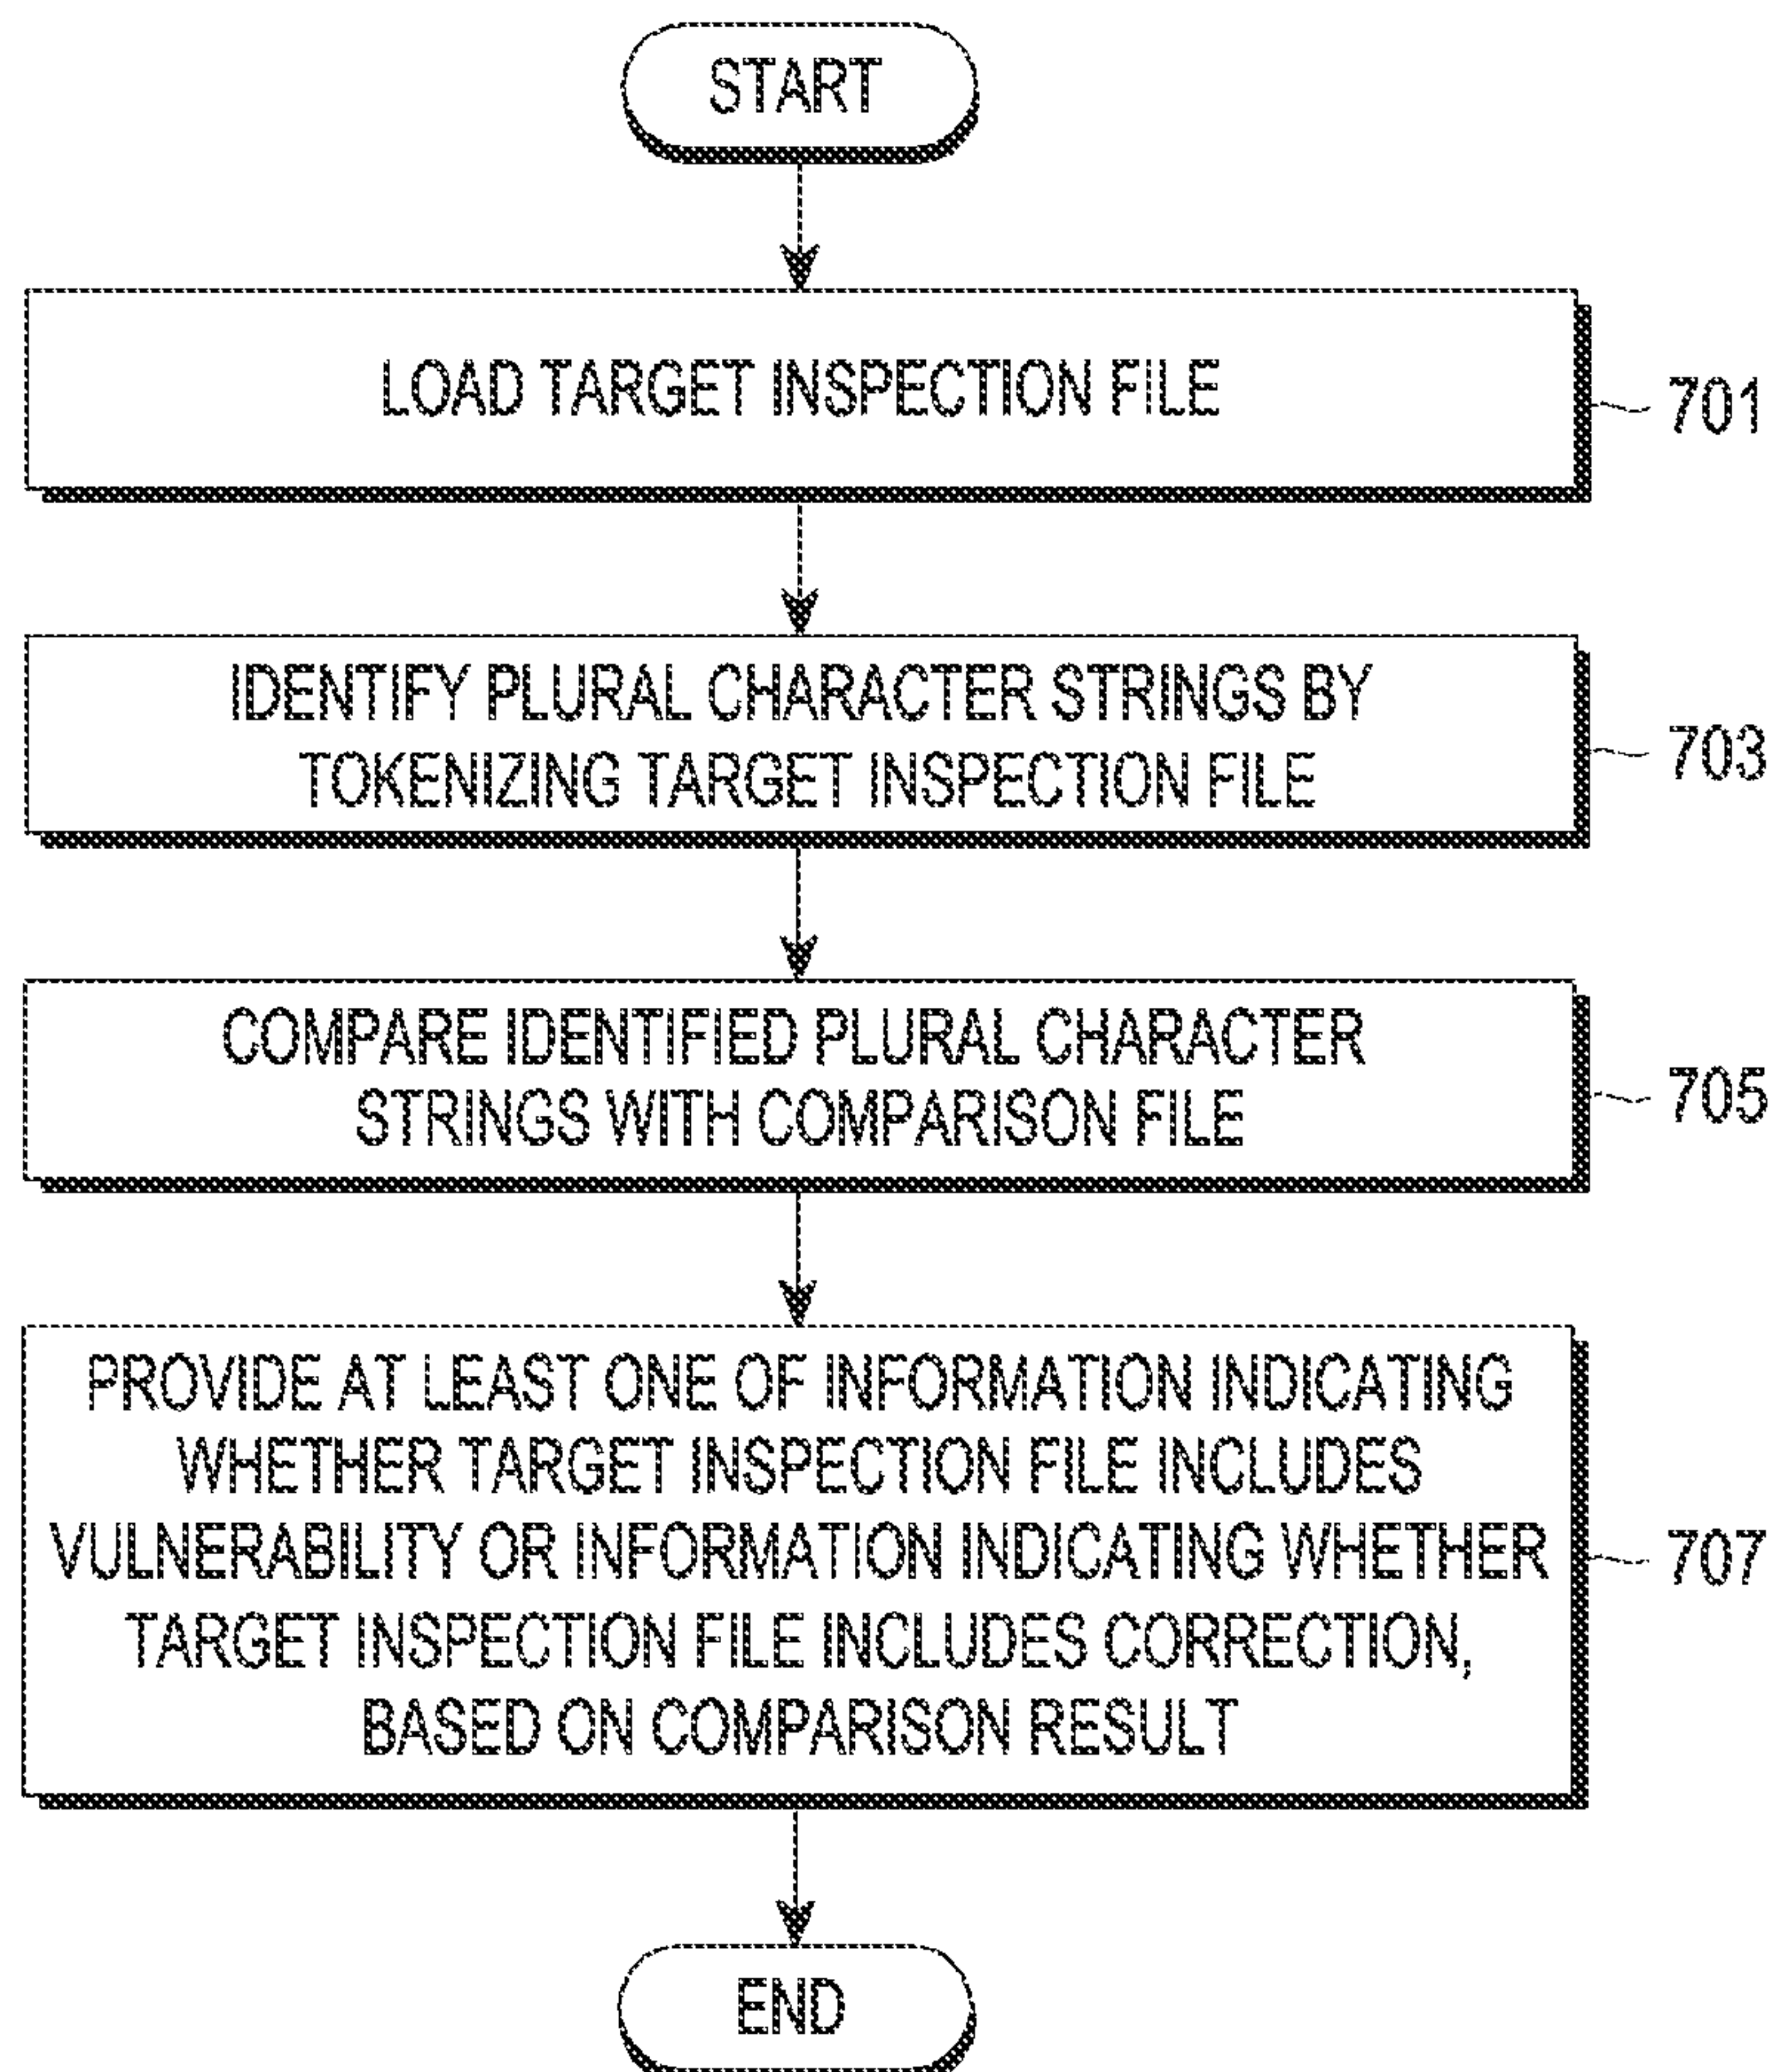 START
LOAD TARGET INSPECTION FILE
701
IDENTIFY PLURAL CHARACTER STRINGS BY
TOKENIZING TARGET INSPECTION FILE
703
COMPARE IDENTIFIED PLURAL CHARACTER
STRINGS WITH COMPARISON FILE
705
PROVIDE AT LEAST ONE OF INFORMATION INDICATING
WHETHER TARGET INSPECTION FILE INCLUDES
VULNERABILITY OR INFORMATION INDICATING WHETHER
TARGET INSPECTION FILE INCLUDES CORRECTION,
BASED ON COMPARISON RESULT
707
END